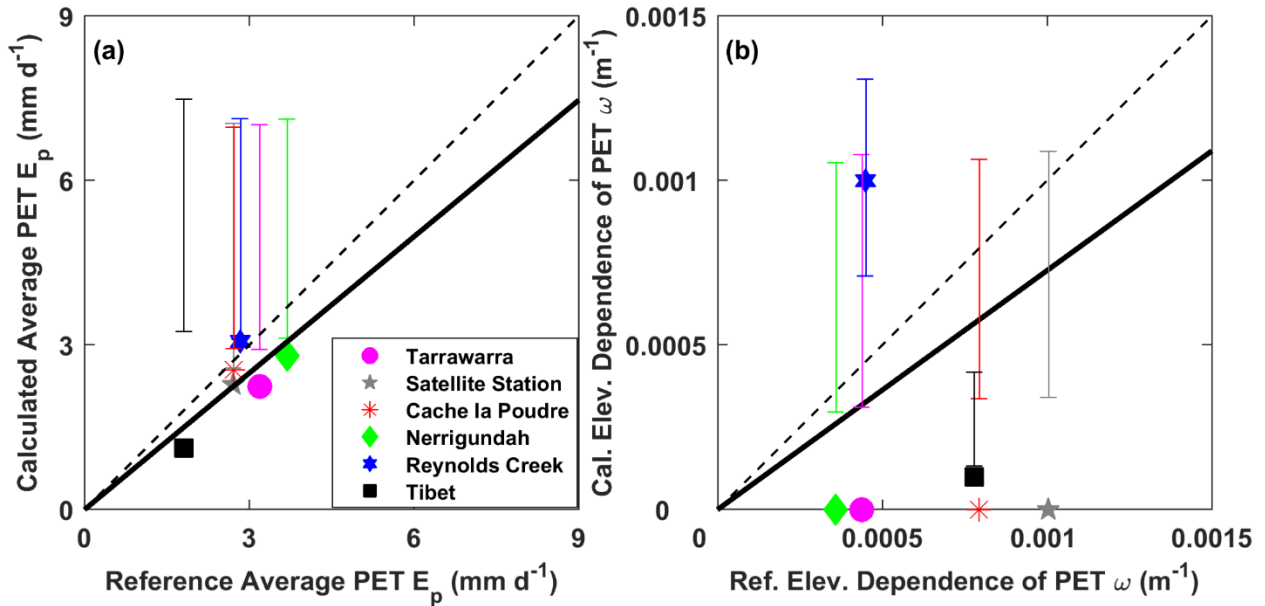 (a)
Calculated Average PET E_p (mm d^-1)
9
6
3
0
0 3 6 9
Reference Average PET E_p (mm d^-1)
Tarrawarra
Satellite Station
Cache la Poudre
Nerrigundah
Reynolds Creek
Tibet
(b)
Cal. Elev. Dependence of PET ω (m^-1)
0.0015
0.001
0.0005
0
0 0.0005 0.001 0.0015
Ref. Elev. Dependence of PET ω (m^-1)